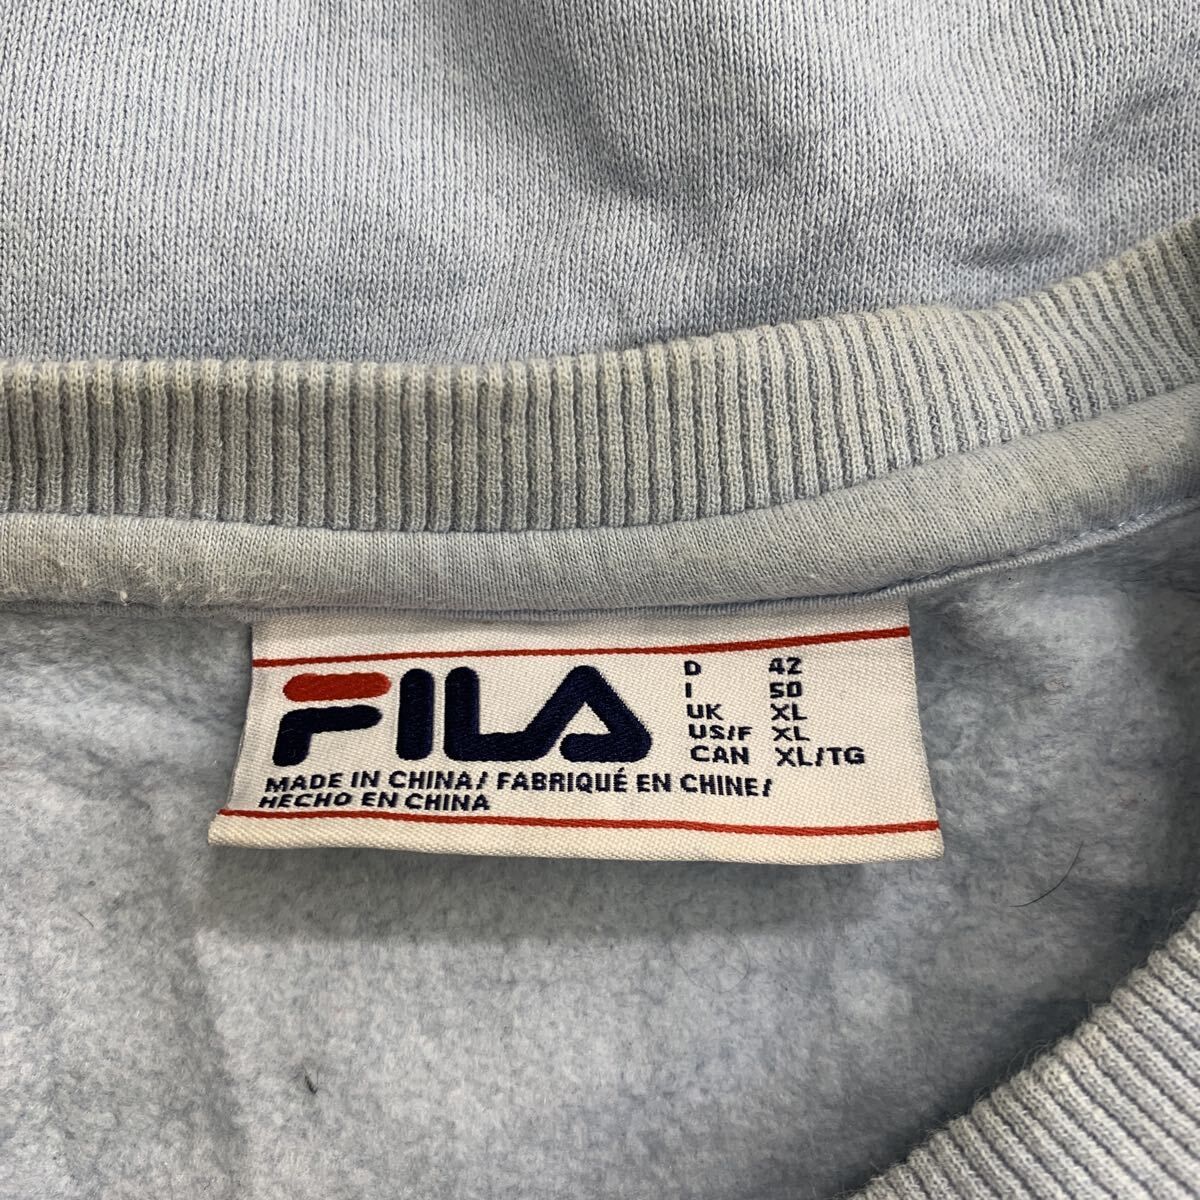 FILA
D 42
I 50
UK XL
US/F XL
CAN XL/TG
MADE IN CHINA/ FABRIQUÉ EN CHINE/
HECHO EN CHINA